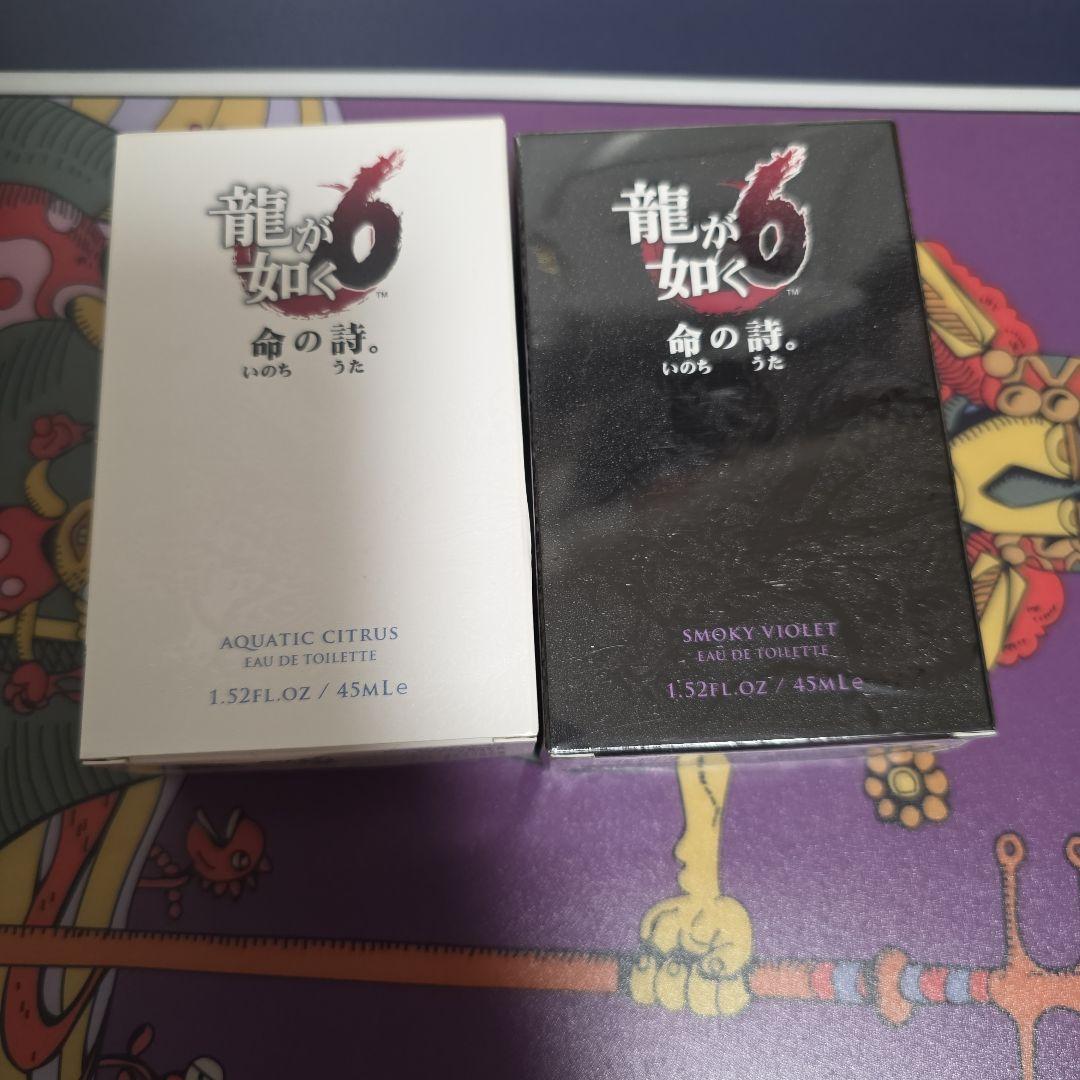 龍が
如く6
TM
命の詩。
いのち うた
AQUATIC CITRUS
EAU DE TOILETTE
1.52FL.OZ / 45MLe
龍が
如く6
TM
命の詩。
いのち うた
SMOKY VIOLET
EAU DE TOILETTE
1.52FL.OZ / 45MLe